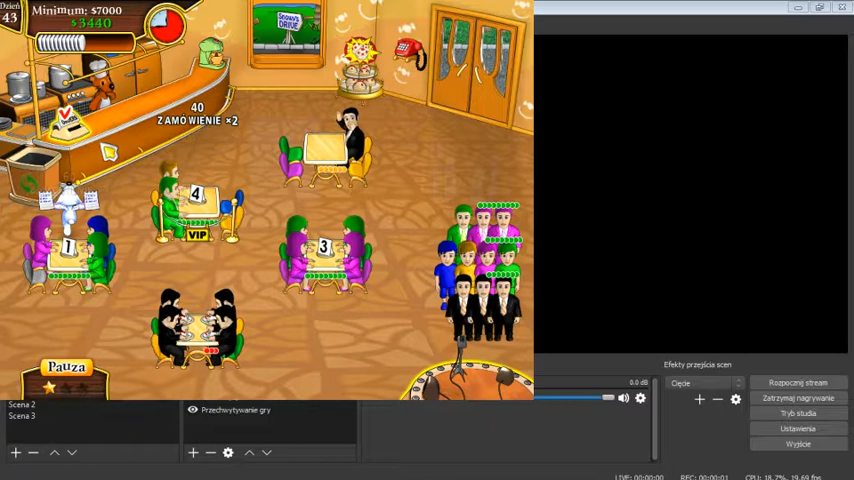 Dzień
43
Minimum: $7000
$3440
Snowy's
DRIVE
40
ZAMÓWIENIE ×2
4
VIP
1
3
Pauza
Efekty przejścia scen
Cięcie
0.0 dB
Rozpocznij stream
Zatrzymaj nagrywanie
Tryb studia
Ustawienia
Wyjście
Scena 2
Scena 3
Przechwytywanie gry
LIVE: 00:00:00
REC: 00:00:01
CPU: 18.7%, 19.69 fps